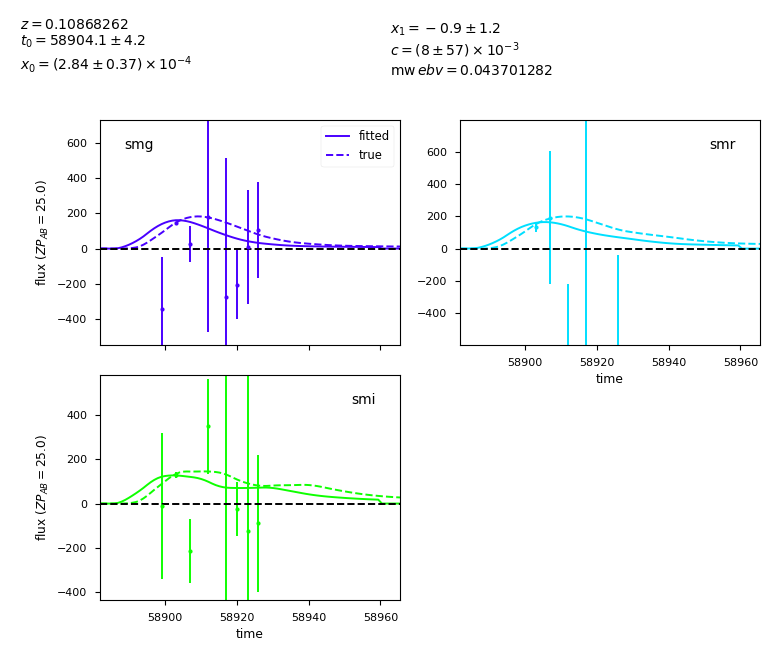 z = 0.10868262
t₀ = 58904.1 ± 4.2
x₀ = (2.84 ± 0.37) × 10⁻⁴
x₁ = −0.9 ± 1.2
c = (8 ± 57) × 10⁻³
mw ebv = 0.043701282
smg
fitted
true
600
400
200
0
−200
−400
flux (ZP_AB = 25.0)
smr
600
400
200
0
−200
−400
58900 58920 58940 58960
time
smi
400
200
0
−200
−400
flux (ZP_AB = 25.0)
58900 58920 58940 58960
time